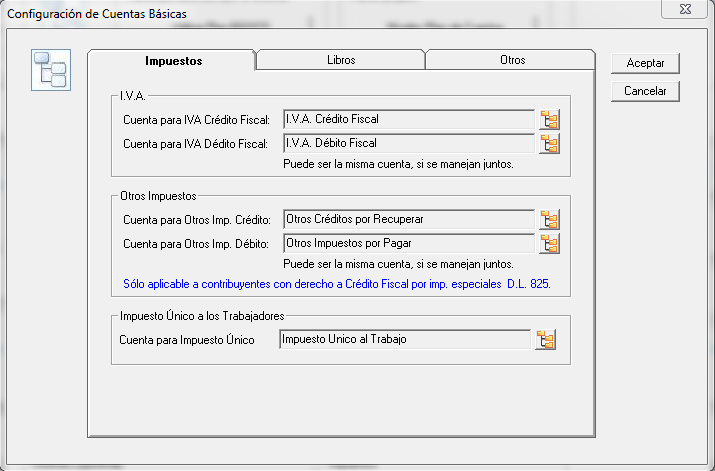 Configuración de Cuentas Básicas
Impuestos
Libros
Otros
Aceptar
Cancelar
I.V.A.
Cuenta para IVA Crédito Fiscal:
I.V.A. Crédito Fiscal
Cuenta para IVA Dédito Fiscal:
I.V.A. Débito Fiscal
Puede ser la misma cuenta, si se manejan juntos.
Otros Impuestos
Cuenta para Otros Imp. Crédito:
Otros Créditos por Recuperar
Cuenta para Otros Imp. Débito:
Otros Impuestos por Pagar
Puede ser la misma cuenta, si se manejan juntos.
Sólo aplicable a contribuyentes con derecho a Crédito Fiscal por imp. especiales D.L. 825.
Impuesto Único a los Trabajadores
Cuenta para Impuesto Único
Impuesto Unico al Trabajo